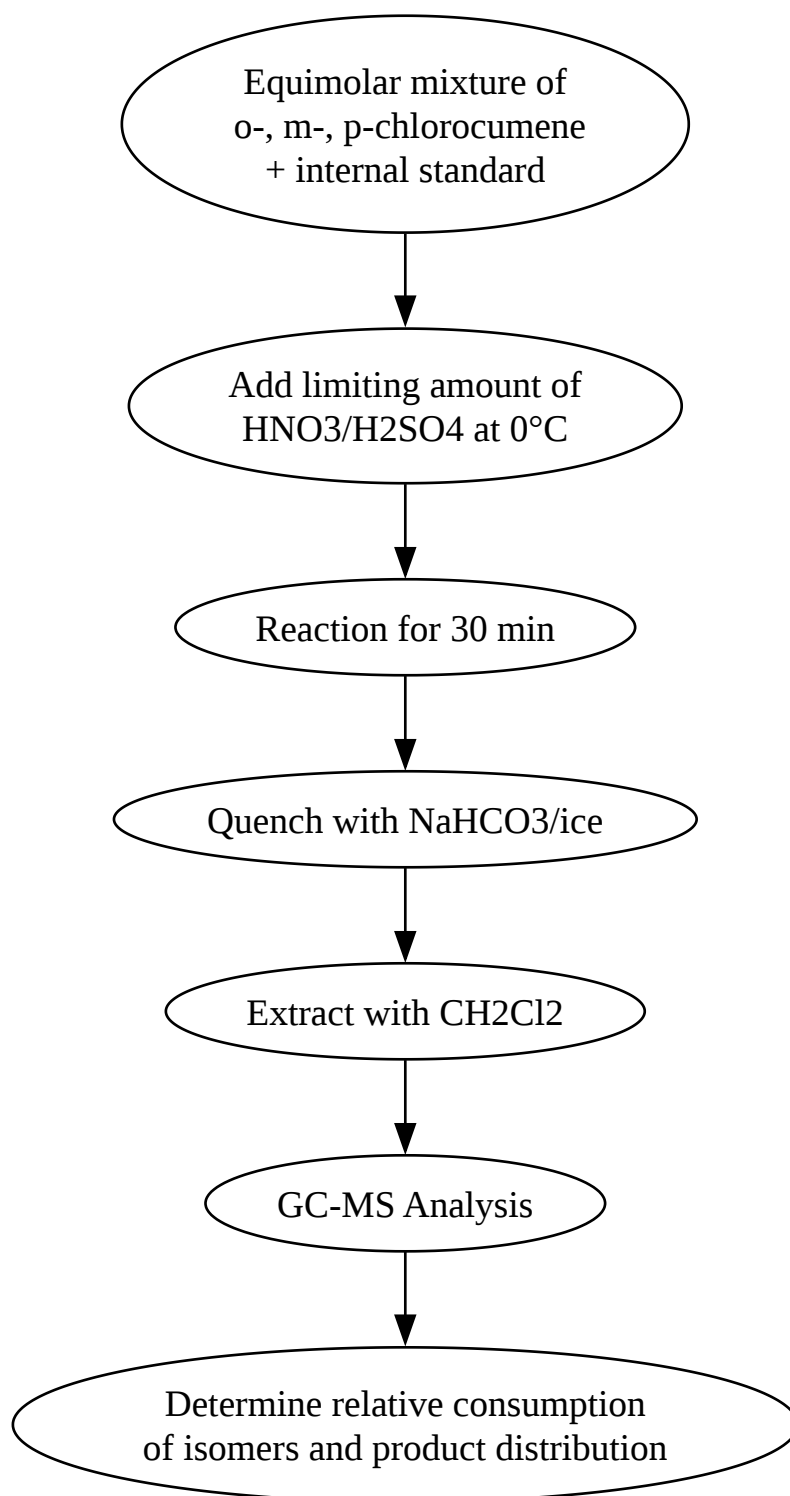 Equimolar mixture of
o-, m-, p-chlorocumene
+ internal standard
Add limiting amount of
HNO3/H2SO4 at 0°C
Reaction for 30 min
Quench with NaHCO3/ice
Extract with CH2Cl2
GC-MS Analysis
Determine relative consumption
of isomers and product distribution